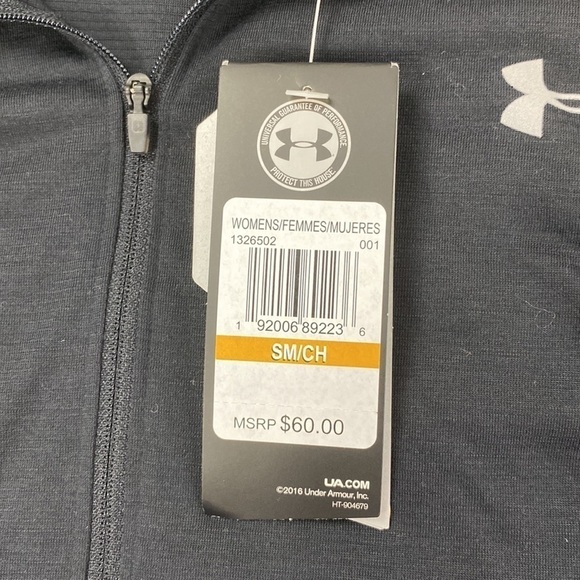 UNIVERSAL GUARANTEE OF PERFORMANCE
PROTECT THIS HOUSE
WOMENS/FEMMES/MUJERES
1326502 001
1 92006 89223 6
SM/CH
MSRP $60.00
UA.COM
©2016 Under Armour, Inc.
HT-904679